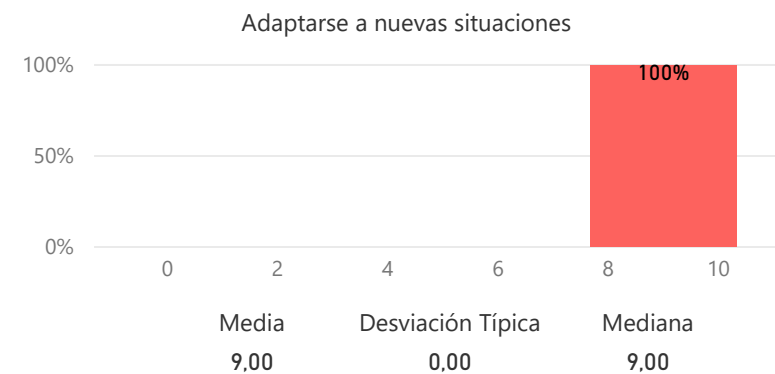 Adaptarse a nuevas situaciones
100%
100%
50%
0%
0 2 4 6 8 10
Media Desviación Típica Mediana
9,00 0,00 9,00